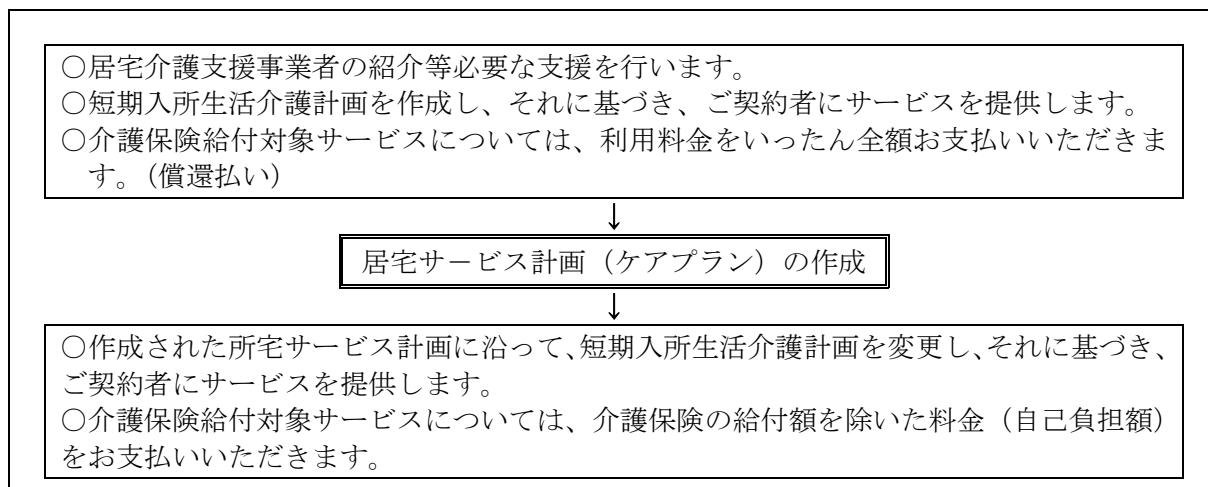 ○居宅介護支援事業者の紹介等必要な支援を行います。
○短期入所生活介護計画を作成し、それに基づき、ご契約者にサービスを提供します。
○介護保険給付対象サービスについては、利用料金をいったん全額お支払いいただきま
す。（償還払い）
↓
居宅サ－ビス計画（ケアプラン）の作成
↓
○作成された所宅サービス計画に沿って、短期入所生活介護計画を変更し、それに基づき、
ご契約者にサービスを提供します。
○介護保険給付対象サービスについては、介護保険の給付額を除いた料金（自己負担額）
をお支払いいただきます。